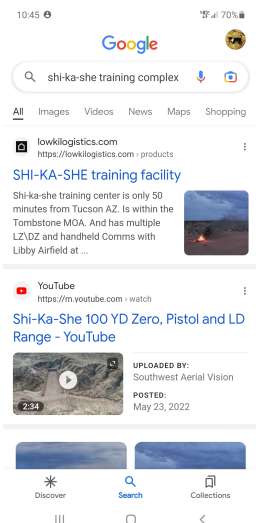 10:45
70%
Google
shi-ka-she training complex
All Images Videos News Maps Shopping
lowkilogistics.com
https://lowkilogistics.com › products
SHI-KA-SHE training facility
Shi-ka-she training center is only 50
minutes from Tucson AZ. Is within the
Tombstone MOA. And has multiple
LZ\DZ and handheld Comms with
Libby Airfield at ...
YouTube
https://m.youtube.com › watch
Shi-Ka-She 100 YD Zero, Pistol and LD
Range - YouTube
2:34
UPLOADED BY:
Southwest Aerial Vision
POSTED:
May 23, 2022
Discover Search Collections